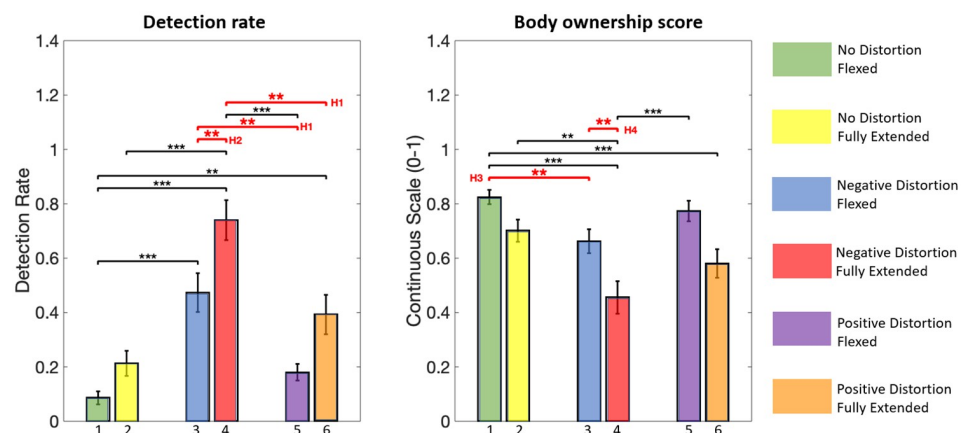 Detection rate
Detection Rate
1.4
1.2
1
0.8
0.6
0.4
0.2
0
** H1
***
** H1
** H2
***
**
***
***
1 2 3 4 5 6
Body ownership score
Continuous Scale (0-1)
1.4
1.2
1
0.8
0.6
0.4
0.2
0
***
** H4
**
***
***
H3 **
1 2 3 4 5 6
No Distortion
Flexed
No Distortion
Fully Extended
Negative Distortion
Flexed
Negative Distortion
Fully Extended
Positive Distortion
Flexed
Positive Distortion
Fully Extended